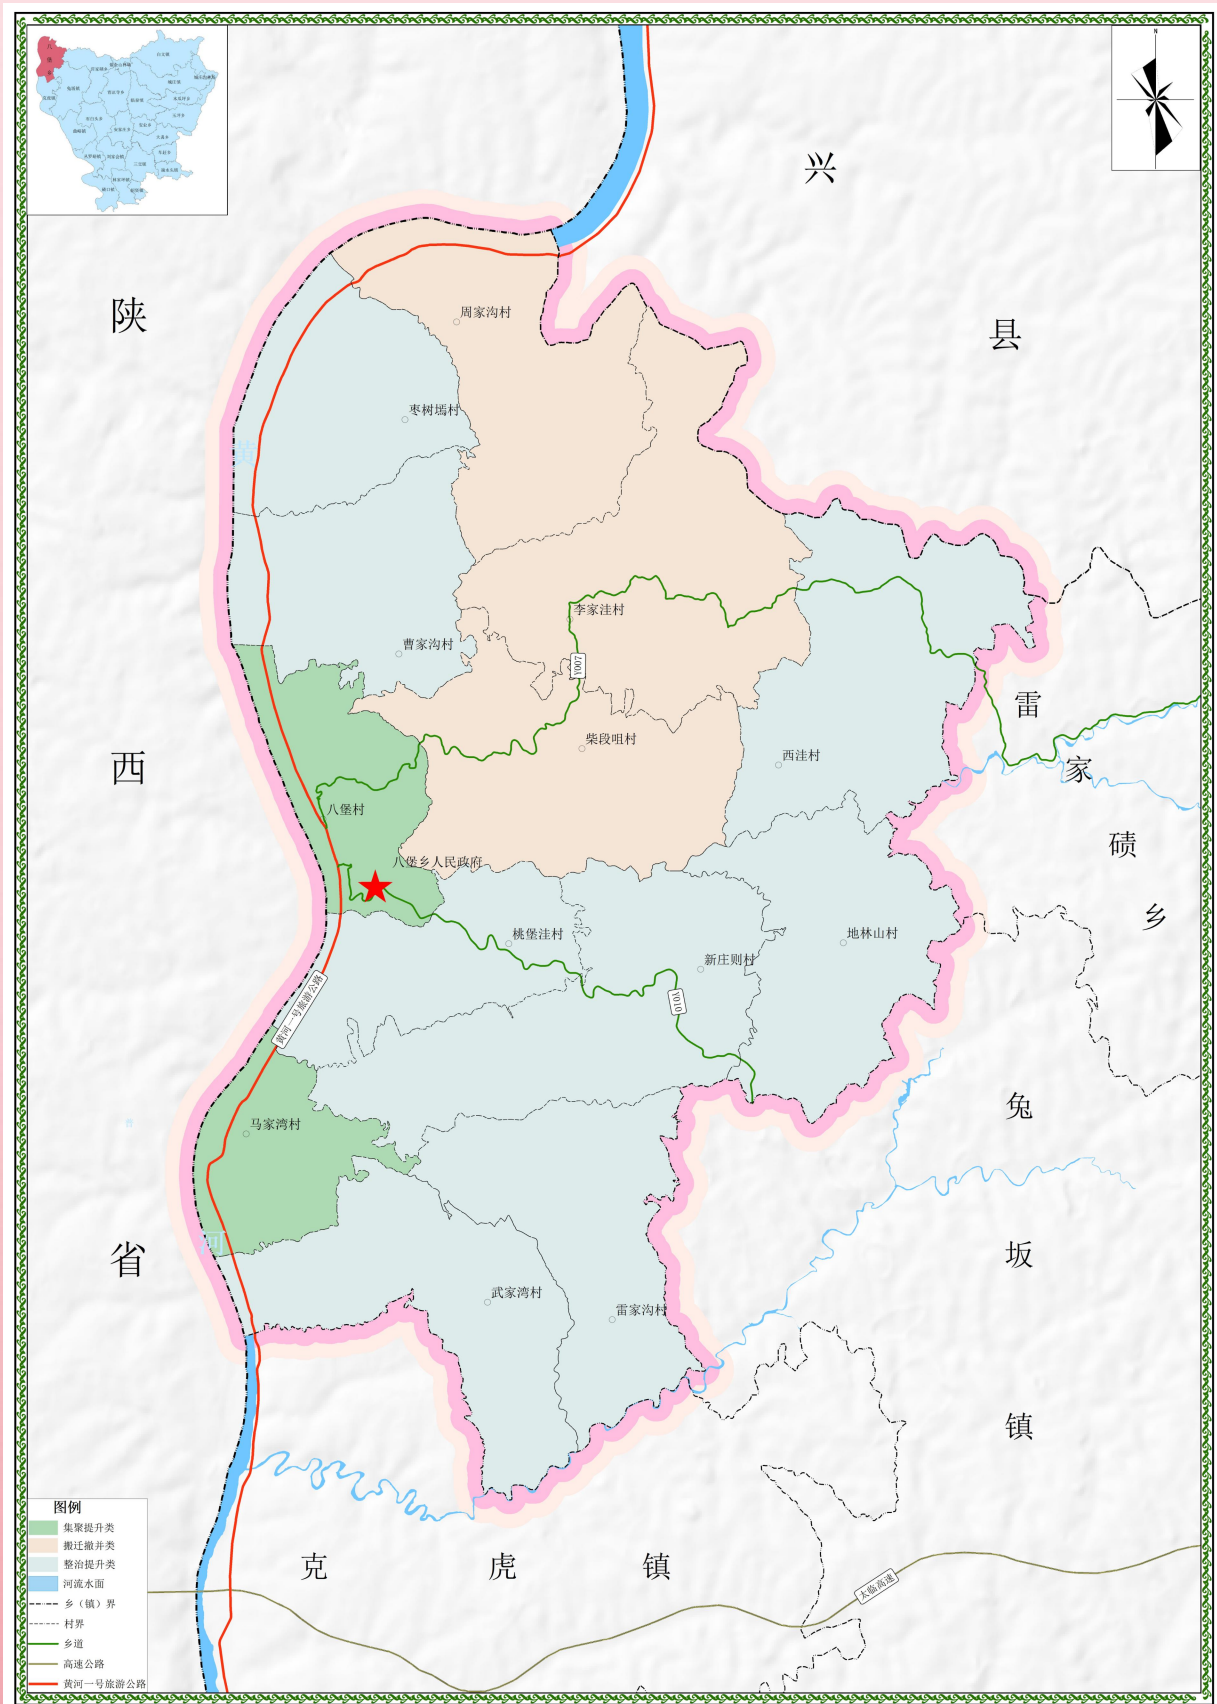 N
兴
县
陕
西
省
周家沟村
枣树墕村
黄
李家洼村
曹家沟村
Y007
柴段咀村
西洼村
八堡村
八堡乡人民政府
桃堡洼村
新庄则村
地林山村
Y010
黄河一号旅游公路
马家湾村
河
武家湾村
雷家沟村
雷
家
碛
乡
兔
坂
镇
克
虎
镇
太临高速
图例
集聚提升类
搬迁撤并类
整治提升类
河流水面
乡（镇）界
村界
乡道
高速公路
黄河一号旅游公路